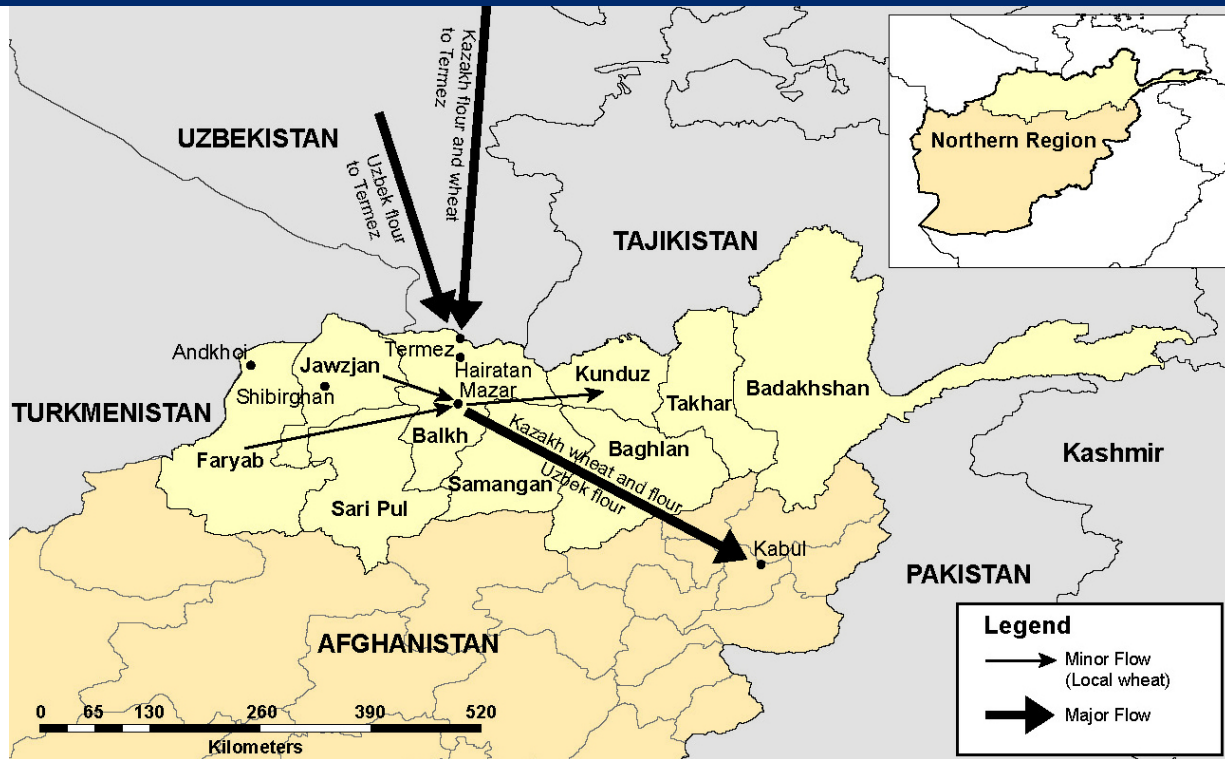 Kazakh flour and wheat
to Termez
UZBEKISTAN
Uzbek flour
to Termez
Northern Region
TAJIKISTAN
Andkhoi
Jawzjan
Shibirghan
Termez
Hairatan
Mazar
Kunduz
Takhar
Badakhshan
TURKMENISTAN
Faryab
Balkh
Baghlan
Kashmir
Kazakh wheat and flour
Uzbek flour
Samangan
Sari Pul
Kabul
PAKISTAN
AFGHANISTAN
Legend
Minor Flow
(Local wheat)
Major Flow
0 65 130 260 390 520
Kilometers